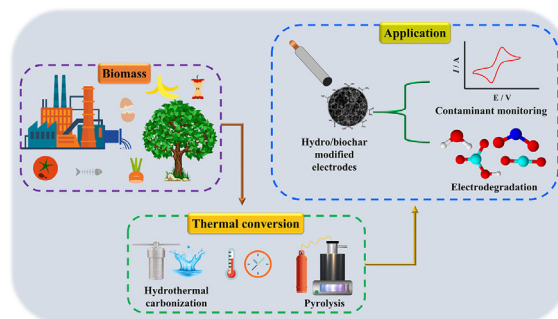 Biomass
Application
I / A
E / V
Contaminant monitoring
Hydro/biochar
modified
electrodes
Electrodegradation
Thermal conversion
Hydrothermal
carbonization
Pyrolysis